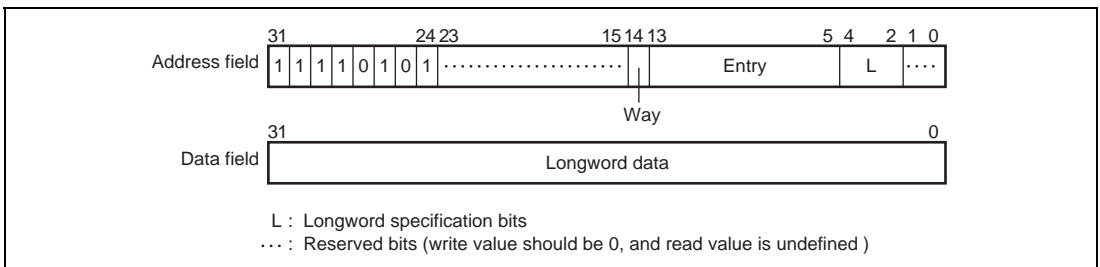 31 24 23 15 14 13 5 4 2 1 0
Address field 1 1 1 1 0 1 0 1 ..................... Entry L ....
Way
31 0
Data field Longword data
L : Longword specification bits
··· : Reserved bits (write value should be 0, and read value is undefined )